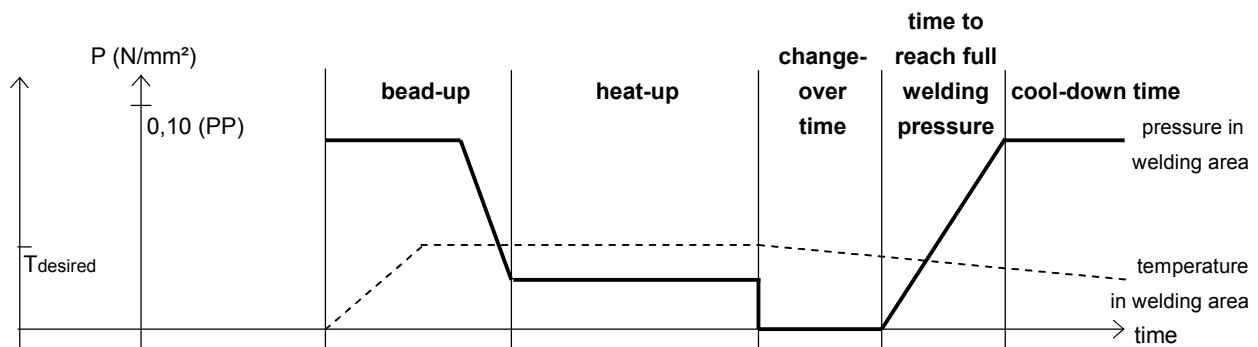 P (N/mm²)
0,10 (PP)
Tdesired
bead-up
heat-up
change-
over
time
time to
reach full
welding
pressure
cool-down time
pressure in
welding area
temperature
in welding area
time